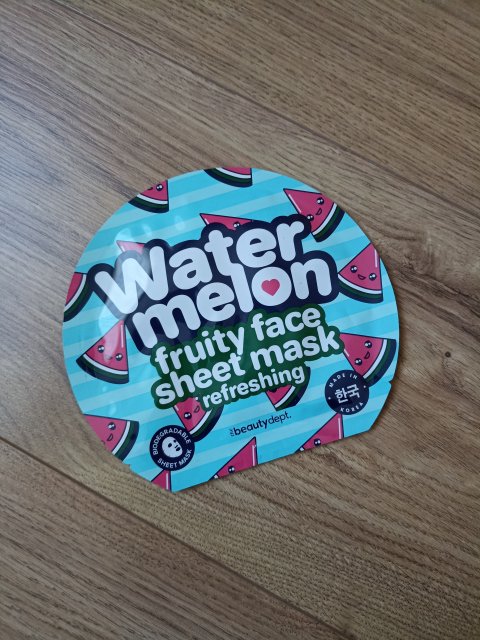 Water
melon
fruity face
sheet mask
refreshing
beautydept.
MADE IN
한국
KOREA
BIODEGRADABLE
SHEET MASK